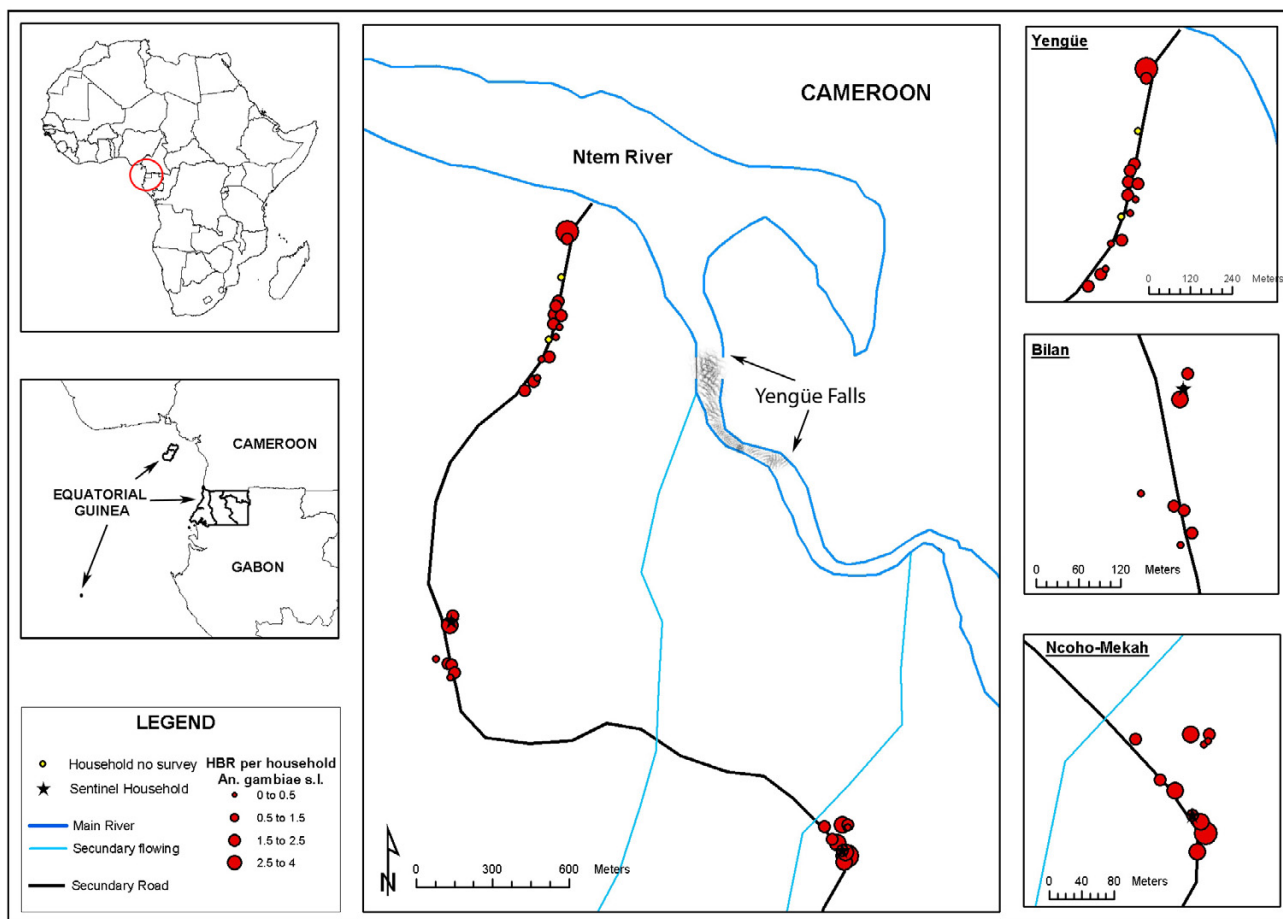 CAMEROON
EQUATORIAL
GUINEA
GABON
LEGEND
Household no survey
Sentinel Household
Main River
Secundary flowing
Secundary Road
HBR per household
An. gambiae s.l.
0 to 0.5
0.5 to 1.5
1.5 to 2.5
2.5 to 4
CAMEROON
Ntem River
Yengüe Falls
N
0 200 400 600
Meters
Yengüe
0 120 240 Meters
Bilan
0 60 120 Meters
Ncoho-Mekah
0 40 80
Meters